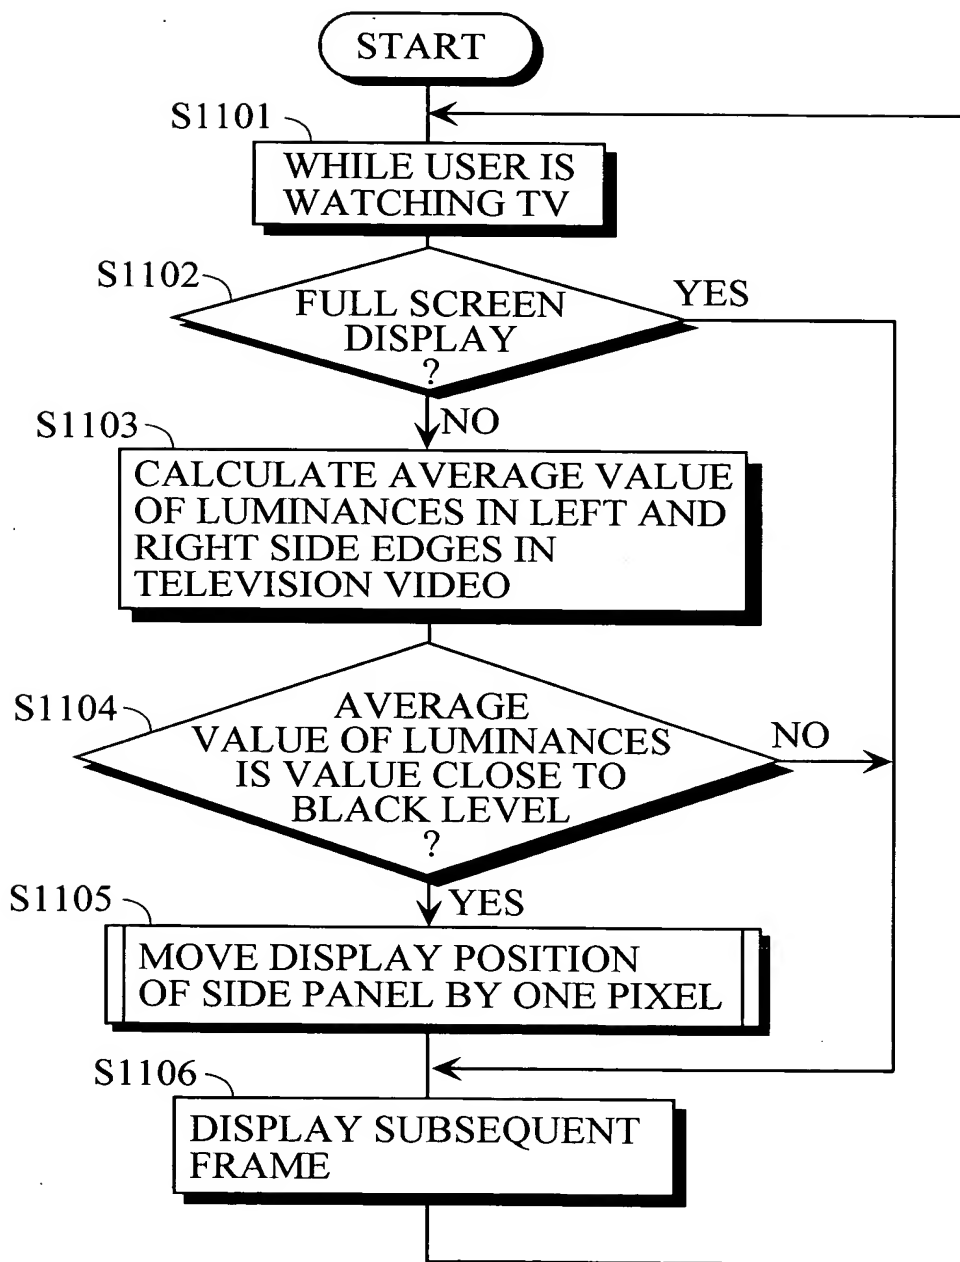 START
S1101
WHILE USER IS
WATCHING TV
S1102
YES
FULL SCREEN
DISPLAY
?
NO
S1103
CALCULATE AVERAGE VALUE
OF LUMINANCES IN LEFT AND
RIGHT SIDE EDGES IN
TELEVISION VIDEO
S1104
AVERAGE
VALUE OF LUMINANCES
IS VALUE CLOSE TO
BLACK LEVEL
?
NO
YES
S1105
MOVE DISPLAY POSITION
OF SIDE PANEL BY ONE PIXEL
S1106
DISPLAY SUBSEQUENT
FRAME